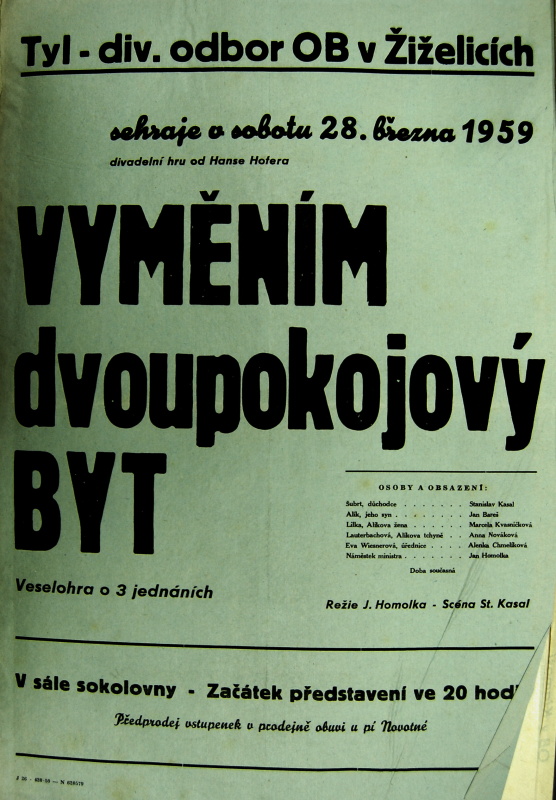 Tyl - div. odbor OB v Žiželicích
sehraje v sobotu 28. března 1959
divadelní hru od Hanse Hofera
VYMĚNÍM
dvoupokojový
BYT
OSOBY A OBSAZENÍ:
Šubrt, důchodce . . . . . . . Stanislav Kasal
Alík, jeho syn . . . . . . . . Jan Bareš
Lilka, Alíkova žena . . . . . . Marcela Kvasničková
Lauterbachová, Alíkova tchyně . . Anna Nováková
Eva Wiesnerová, úřednice . . . . Alenka Chmelíková
Náměstek ministra . . . . . . . Jan Homolka
Doba současná
Veselohra o 3 jednáních
Režie J. Homolka - Scéna St. Kasal
V sále sokolovny - Začátek představení ve 20 hod
Předprodej vstupenek v prodejně obuvi u pí Novotné